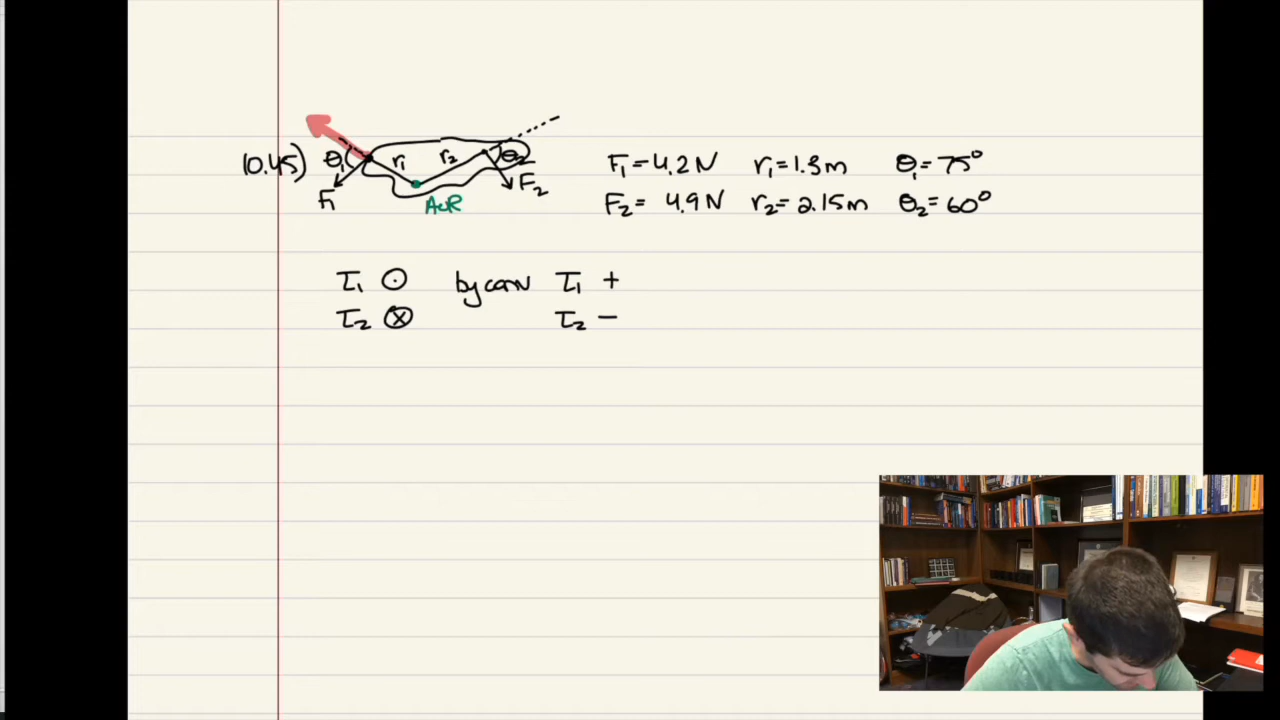 10.45) θ₁ r₁ r₂ θ₂ F₁ = 4.2 N r₁ = 1.3 m θ₁ = 75°
F₁ AoR F₂ F₂ = 4.9 N r₂ = 2.15 m θ₂ = 60°
τ₁ ⊙ by conv τ₁ +
τ₂ ⊗ τ₂ −